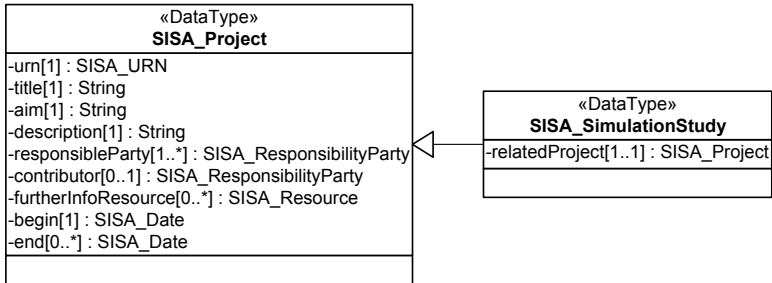 «DataType»
SISA_Project
-urn[1] : SISA_URN
-title[1] : String
-aim[1] : String
-description[1] : String
-responsibleParty[1..*] : SISA_ResponsibilityParty
-contributor[0..1] : SISA_ResponsibilityParty
-furtherInfoResource[0..*] : SISA_Resource
-begin[1] : SISA_Date
-end[0..*] : SISA_Date
«DataType»
SISA_SimulationStudy
-relatedProject[1..1] : SISA_Project